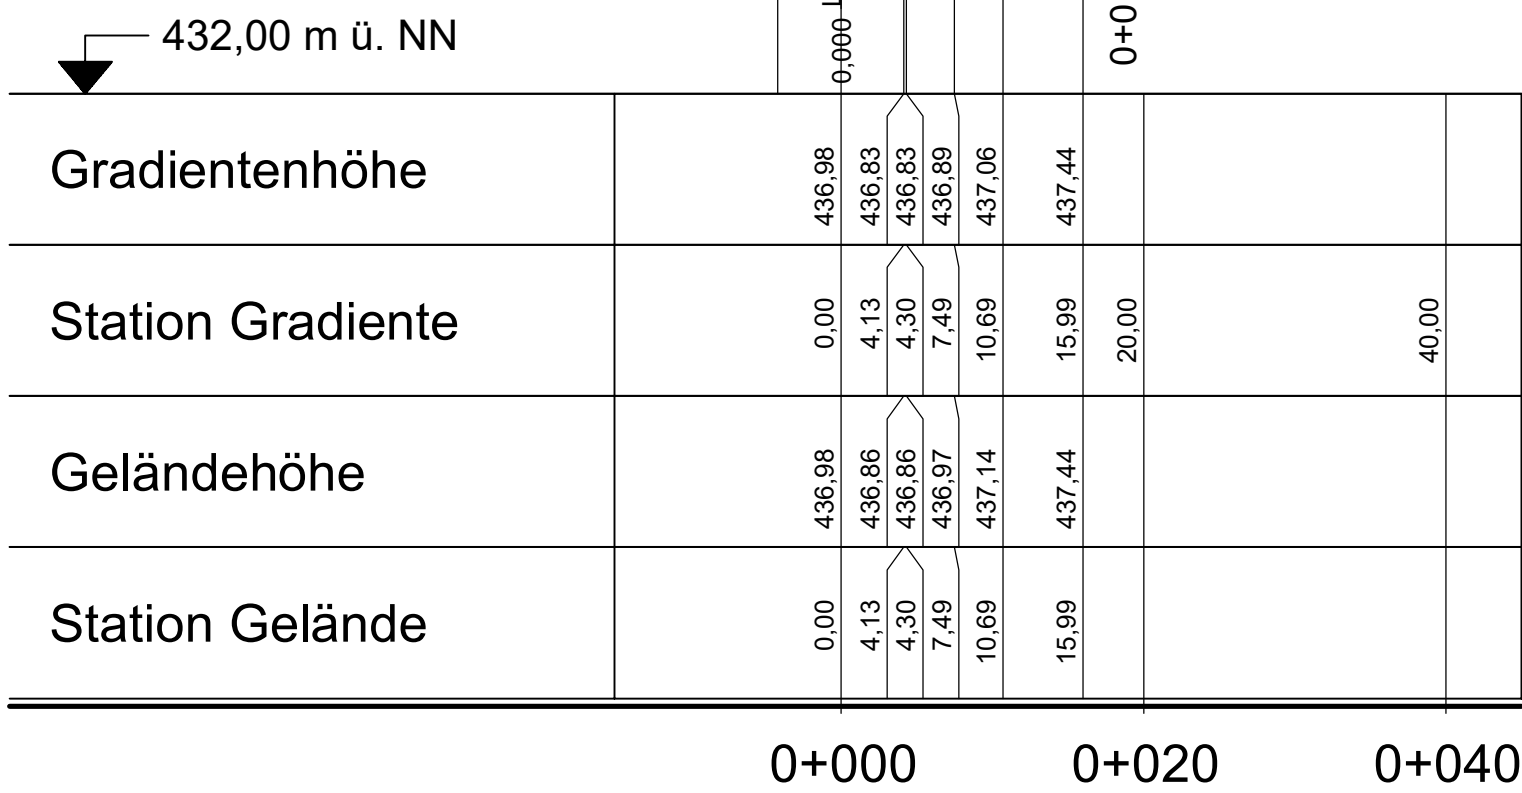 432,00 m ü. NN
0,000
0+0
Gradientenhöhe
436,98 436,83 436,83 436,89 437,06 437,44
Station Gradiente
0,00 4,13 4,30 7,49 10,69 15,99 20,00 40,00
Geländehöhe
436,98 436,86 436,86 436,97 437,14 437,44
Station Gelände
0,00 4,13 4,30 7,49 10,69 15,99
0+000 0+020 0+040